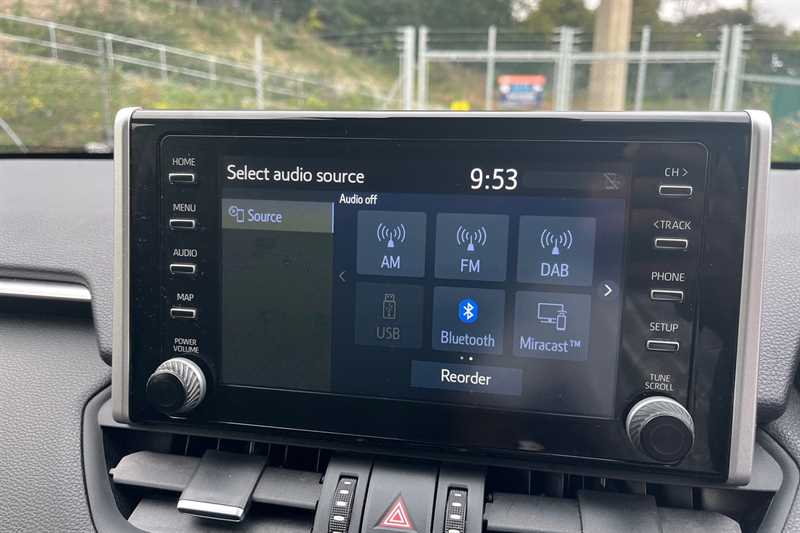 Select audio source
9:53
Source
Audio off
AM
FM
DAB
USB
Bluetooth
Miracast™
Reorder
HOME
MENU
AUDIO
MAP
POWER
VOLUME
CH >
<TRACK
PHONE
SETUP
TUNE
SCROLL